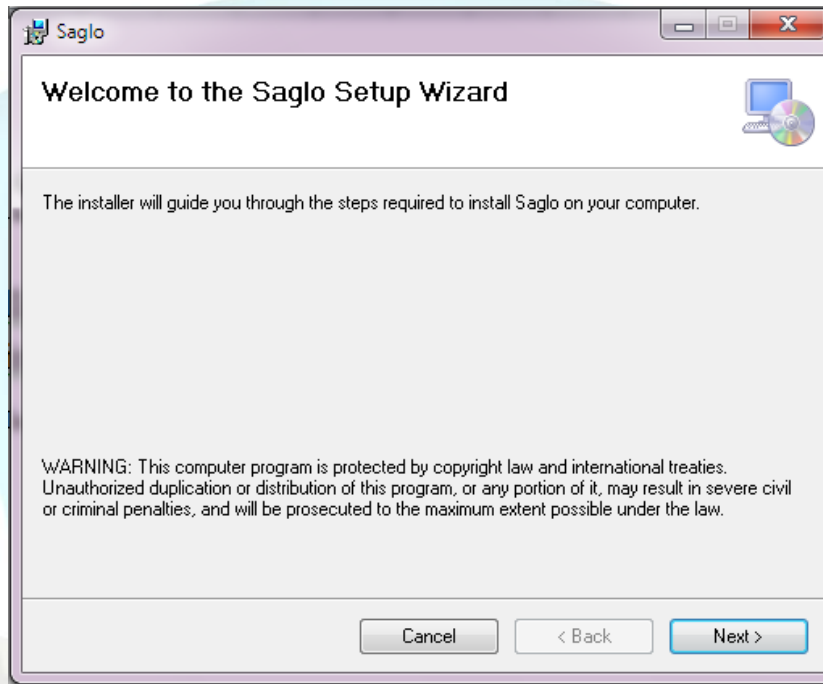 Saglo
Welcome to the Saglo Setup Wizard
The installer will guide you through the steps required to install Saglo on your computer.
WARNING: This computer program is protected by copyright law and international treaties.
Unauthorized duplication or distribution of this program, or any portion of it, may result in severe civil
or criminal penalties, and will be prosecuted to the maximum extent possible under the law.
Cancel < Back Next >